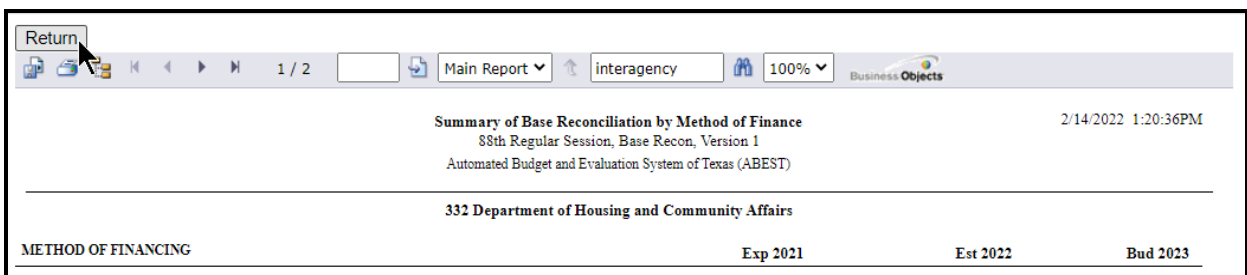 Return
1 / 2 Main Report interagency 100% Business Objects
Summary of Base Reconciliation by Method of Finance 2/14/2022 1:20:36PM
88th Regular Session, Base Recon, Version 1
Automated Budget and Evaluation System of Texas (ABEST)
332 Department of Housing and Community Affairs
METHOD OF FINANCING Exp 2021 Est 2022 Bud 2023